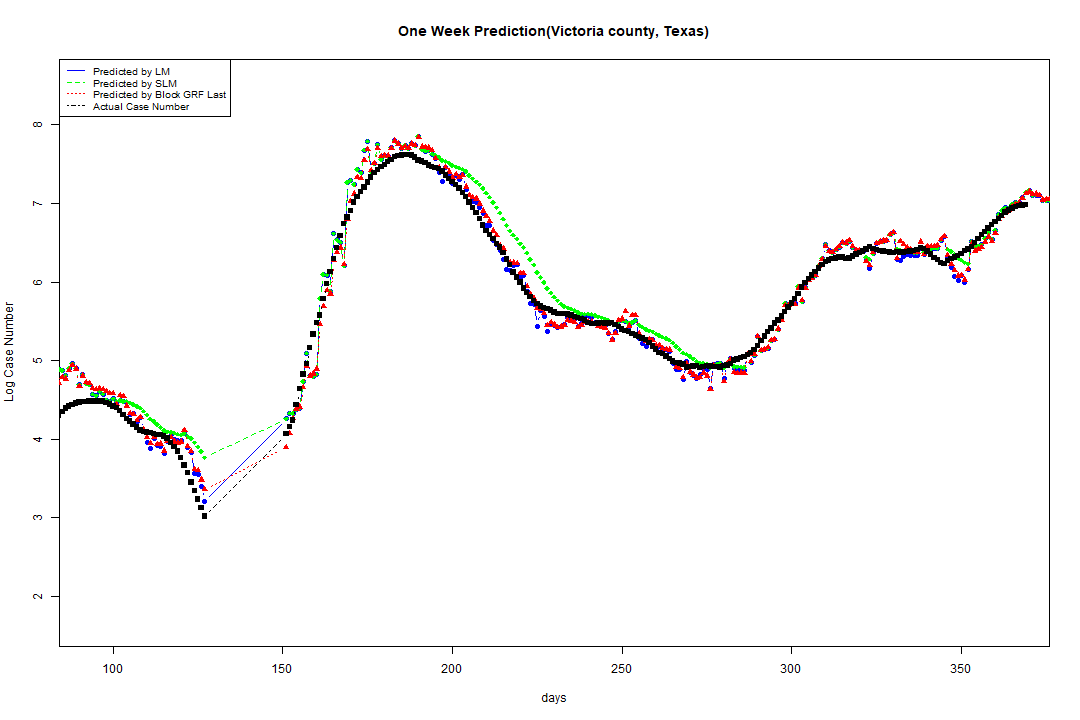 One Week Prediction(Victoria county, Texas)
Predicted by LM
Predicted by SLM
Predicted by Block GRF Last
Actual Case Number
8
7
6
5
4
3
2
Log Case Number
100 150 200 250 300 350
days